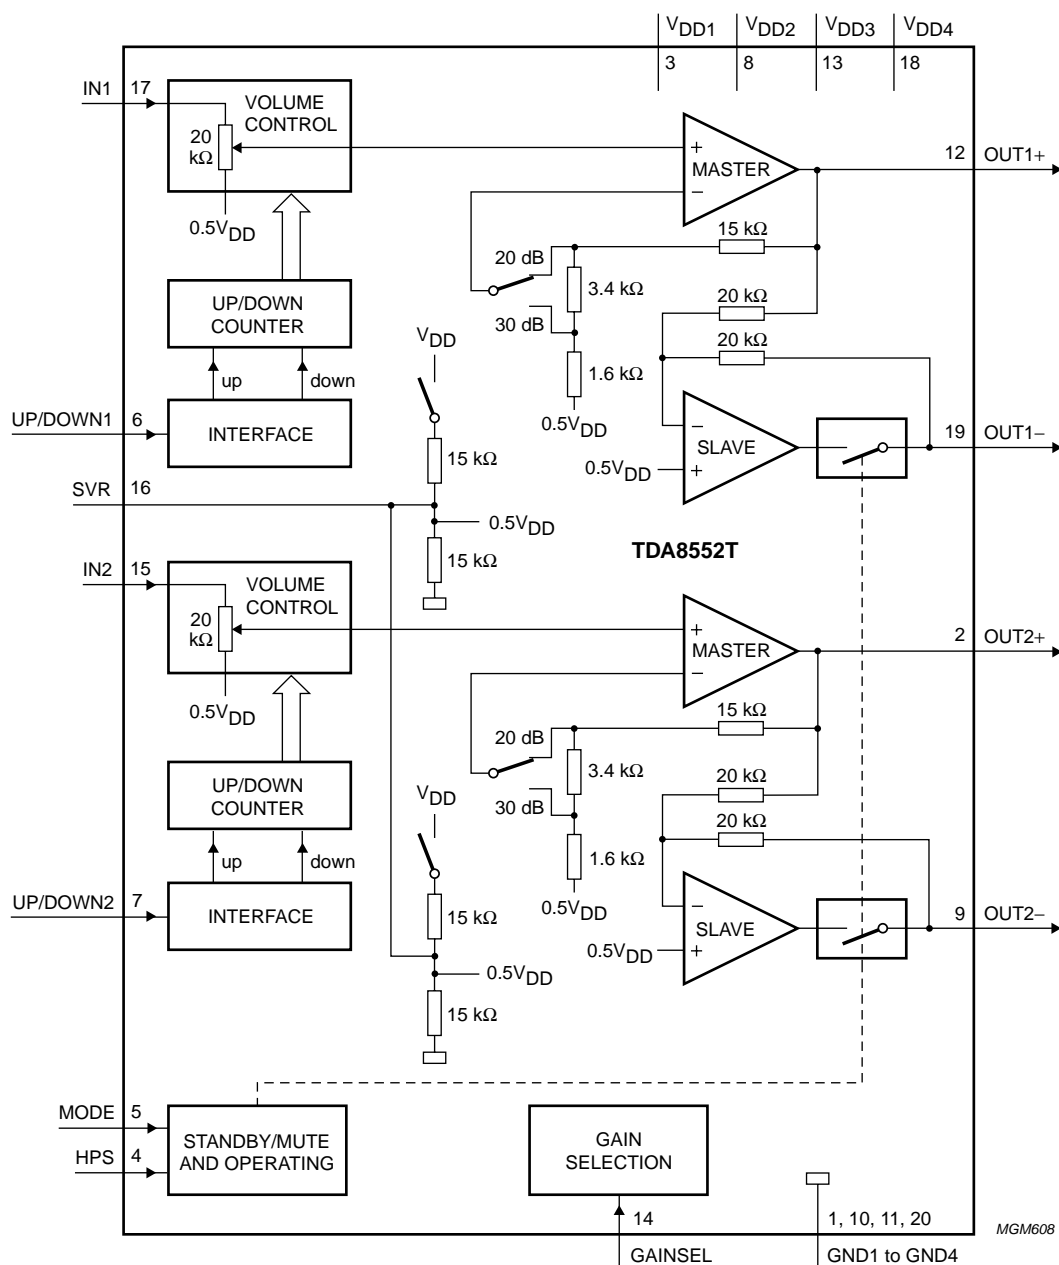 VDD1 VDD2 VDD3 VDD4
3 8 13 18
IN1 17
VOLUME
CONTROL
20
kΩ
0.5VDD
+
MASTER
−
12 OUT1+
15 kΩ
20 dB
3.4 kΩ
30 dB
20 kΩ
20 kΩ
1.6 kΩ
0.5VDD
UP/DOWN
COUNTER
up down
VDD
UP/DOWN1 6
INTERFACE
15 kΩ
−
SLAVE
0.5VDD +
19 OUT1−
SVR 16
0.5VDD
15 kΩ
TDA8552T
IN2 15
VOLUME
CONTROL
20
kΩ
0.5VDD
+
MASTER
−
2 OUT2+
15 kΩ
20 dB
3.4 kΩ
30 dB
20 kΩ
20 kΩ
1.6 kΩ
0.5VDD
UP/DOWN
COUNTER
up down
VDD
UP/DOWN2 7
INTERFACE
15 kΩ
−
SLAVE
0.5VDD +
9 OUT2−
0.5VDD
15 kΩ
MODE 5
HPS 4
STANDBY/MUTE
AND OPERATING
GAIN
SELECTION
14
GAINSEL
1, 10, 11, 20
GND1 to GND4
MGM608